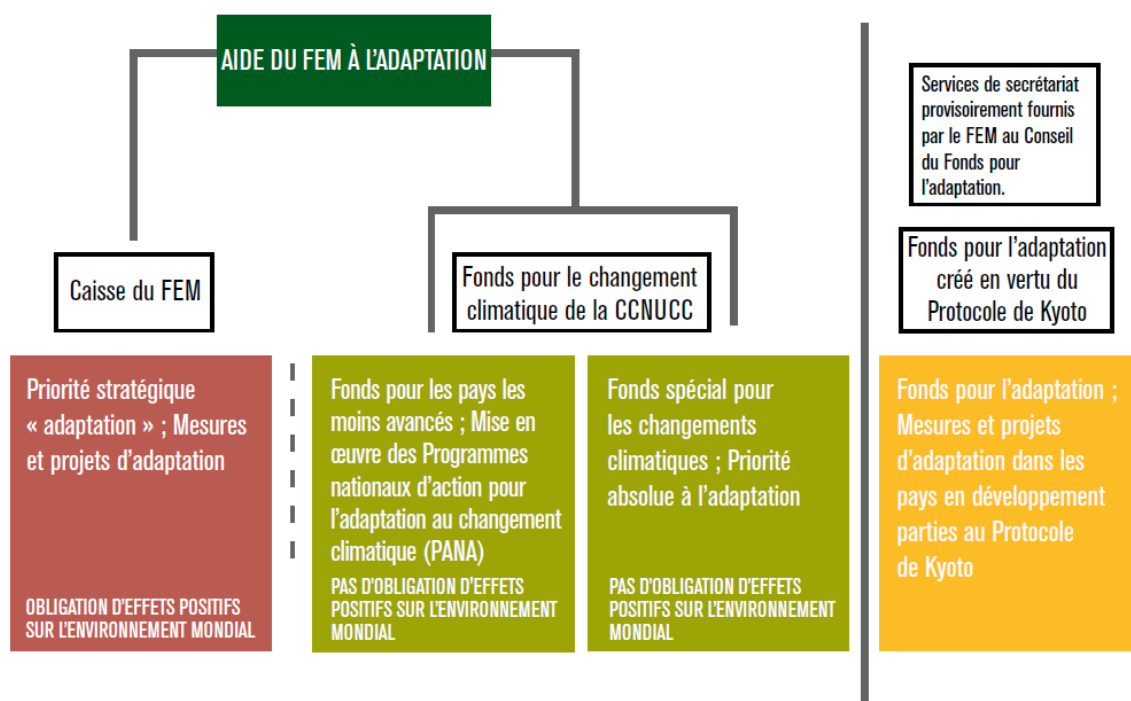 AIDE DU FEM À L'ADAPTATION
Services de secrétariat
provisoirement fournis
par le FEM au Conseil
du Fonds pour
l'adaptation.
Caisse du FEM
Fonds pour le changement
climatique de la CCNUCC
Fonds pour l'adaptation
créé en vertu du
Protocole de Kyoto
Priorité stratégique
« adaptation » ; Mesures
et projets d'adaptation
OBLIGATION D'EFFETS POSITIFS
SUR L'ENVIRONNEMENT MONDIAL
Fonds pour les pays les
moins avancés ; Mise en
œuvre des Programmes
nationaux d'action pour
l'adaptation au changement
climatique (PANA)
PAS D'OBLIGATION D'EFFETS
POSITIFS SUR L'ENVIRONNEMENT
MONDIAL
Fonds spécial pour
les changements
climatiques ; Priorité
absolue à l'adaptation
PAS D'OBLIGATION D'EFFETS
POSITIFS SUR L'ENVIRONNEMENT
MONDIAL
Fonds pour l'adaptation ;
Mesures et projets
d'adaptation dans les
pays en développement
parties au Protocole
de Kyoto